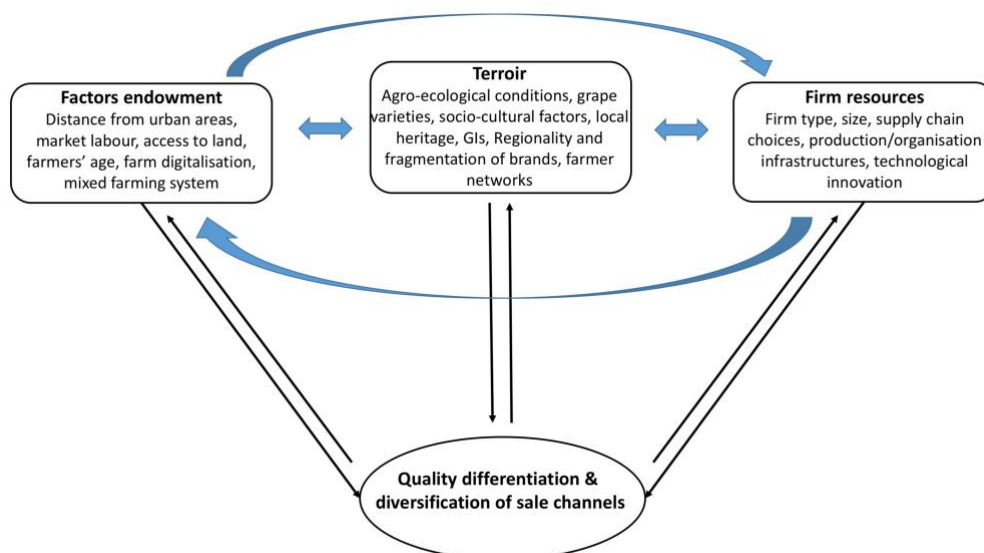 Factors endowment
Distance from urban areas,
market labour, access to land,
farmers' age, farm digitalisation,
mixed farming system
Terroir
Agro-ecological conditions, grape
varieties, socio-cultural factors, local
heritage, GIs, Regionality and
fragmentation of brands, farmer
networks
Firm resources
Firm type, size, supply chain
choices, production/organisation
infrastructures, technological
innovation
Quality differentiation &
diversification of sale channels